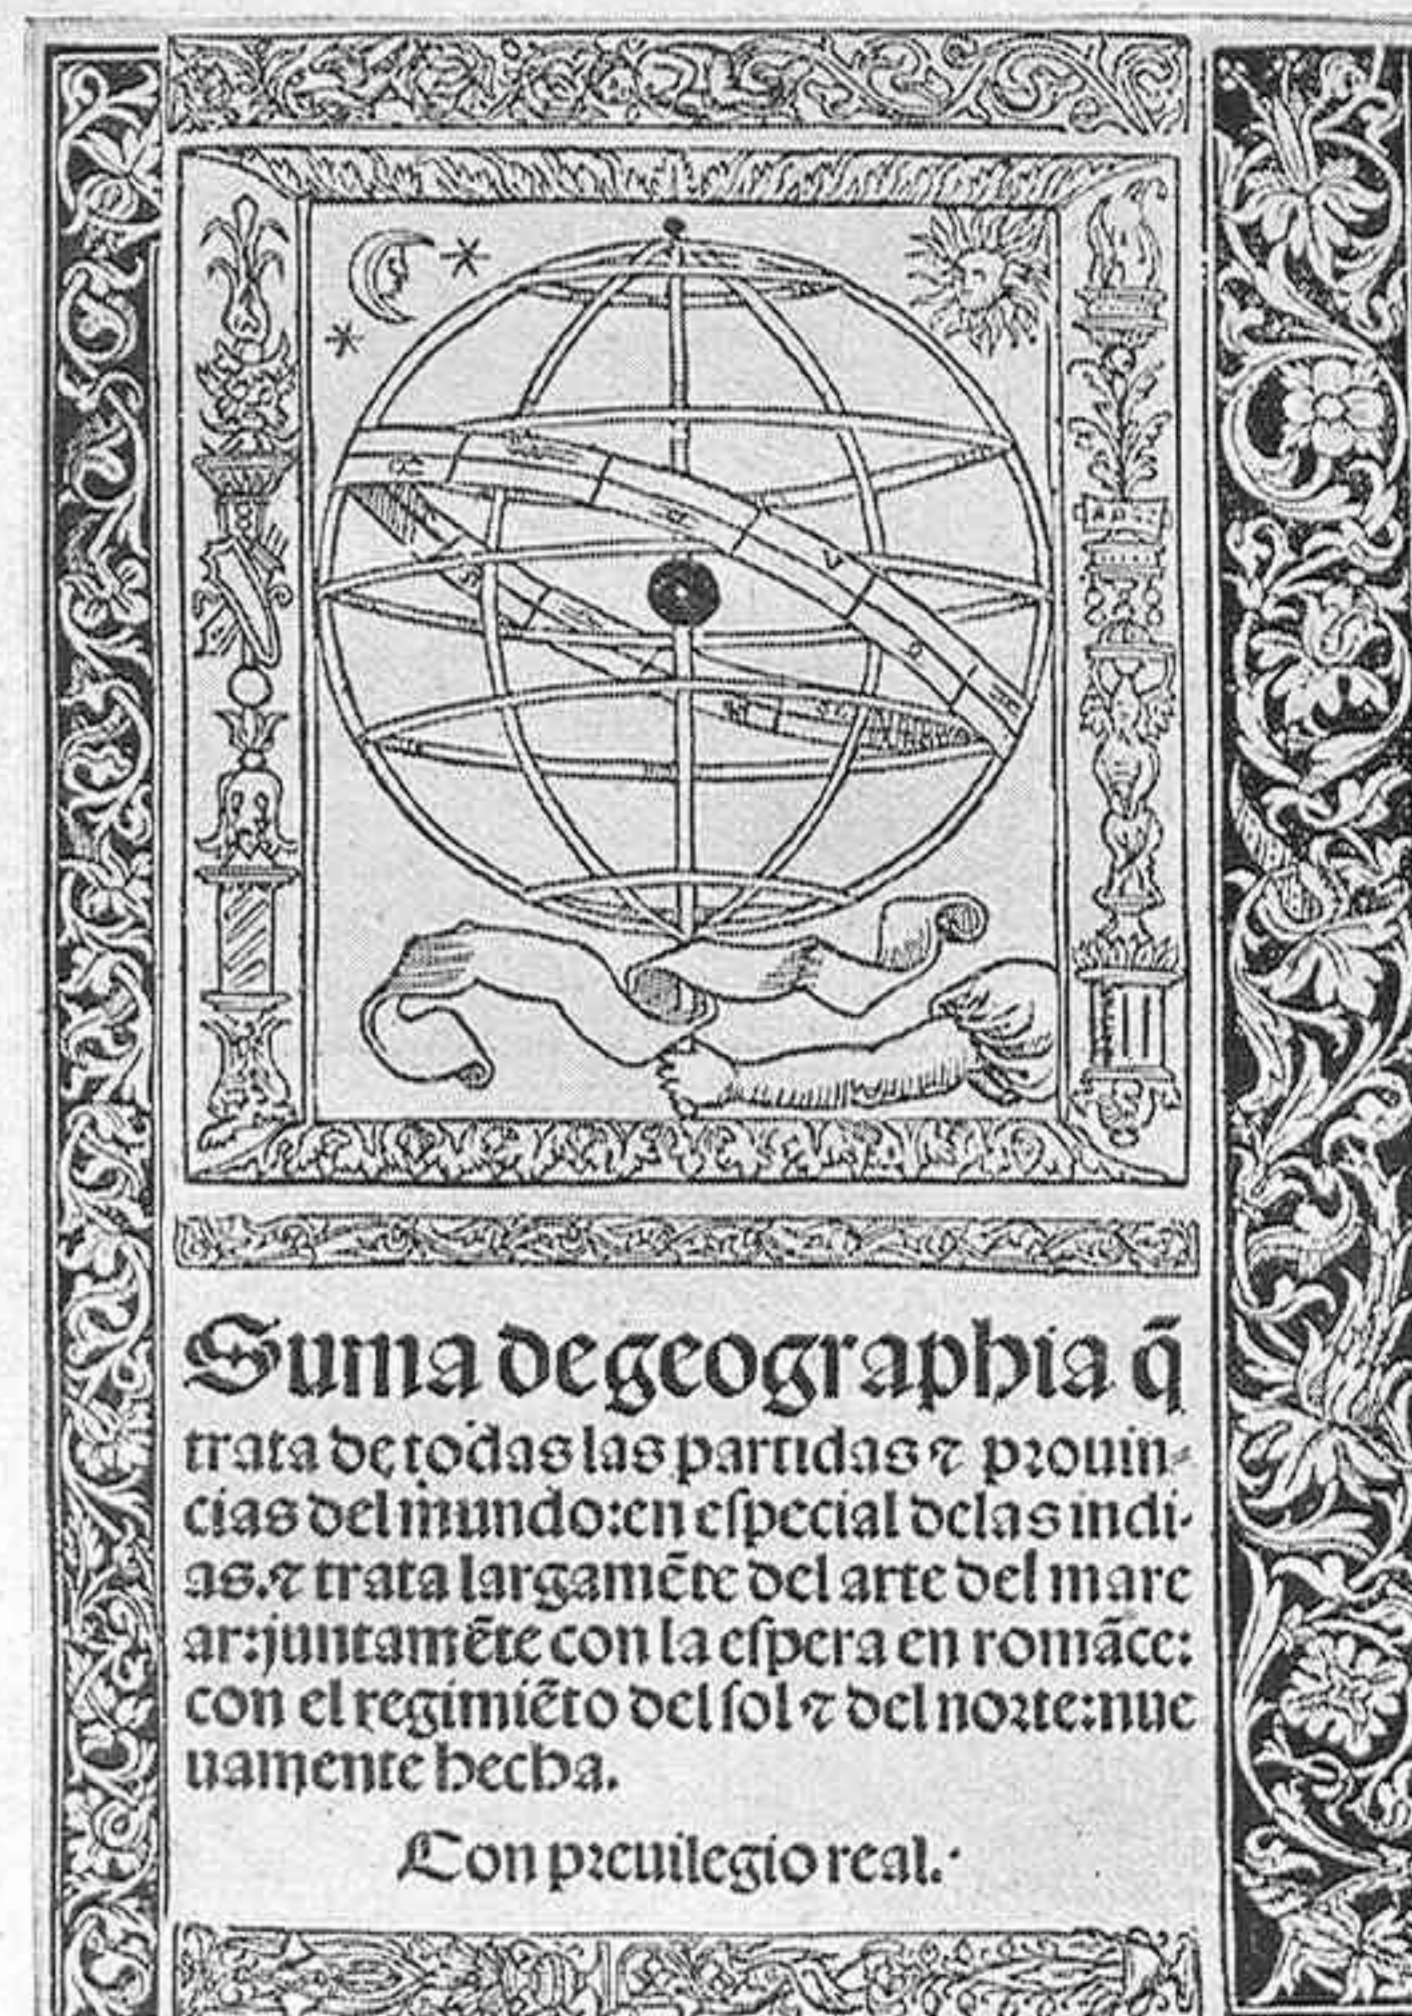 Suma de geographia q̃
trata de todas las partidas ⁊ prouin⸗
cias del mundo: en eſpecial delas indi-
as. ⁊ trata largamẽte del arte del mare
ar: juntamẽte con la eſpera en romãce:
con el regimiẽto del ſol ⁊ del norte: nue
uamente hecha.
Con preuilegio real.